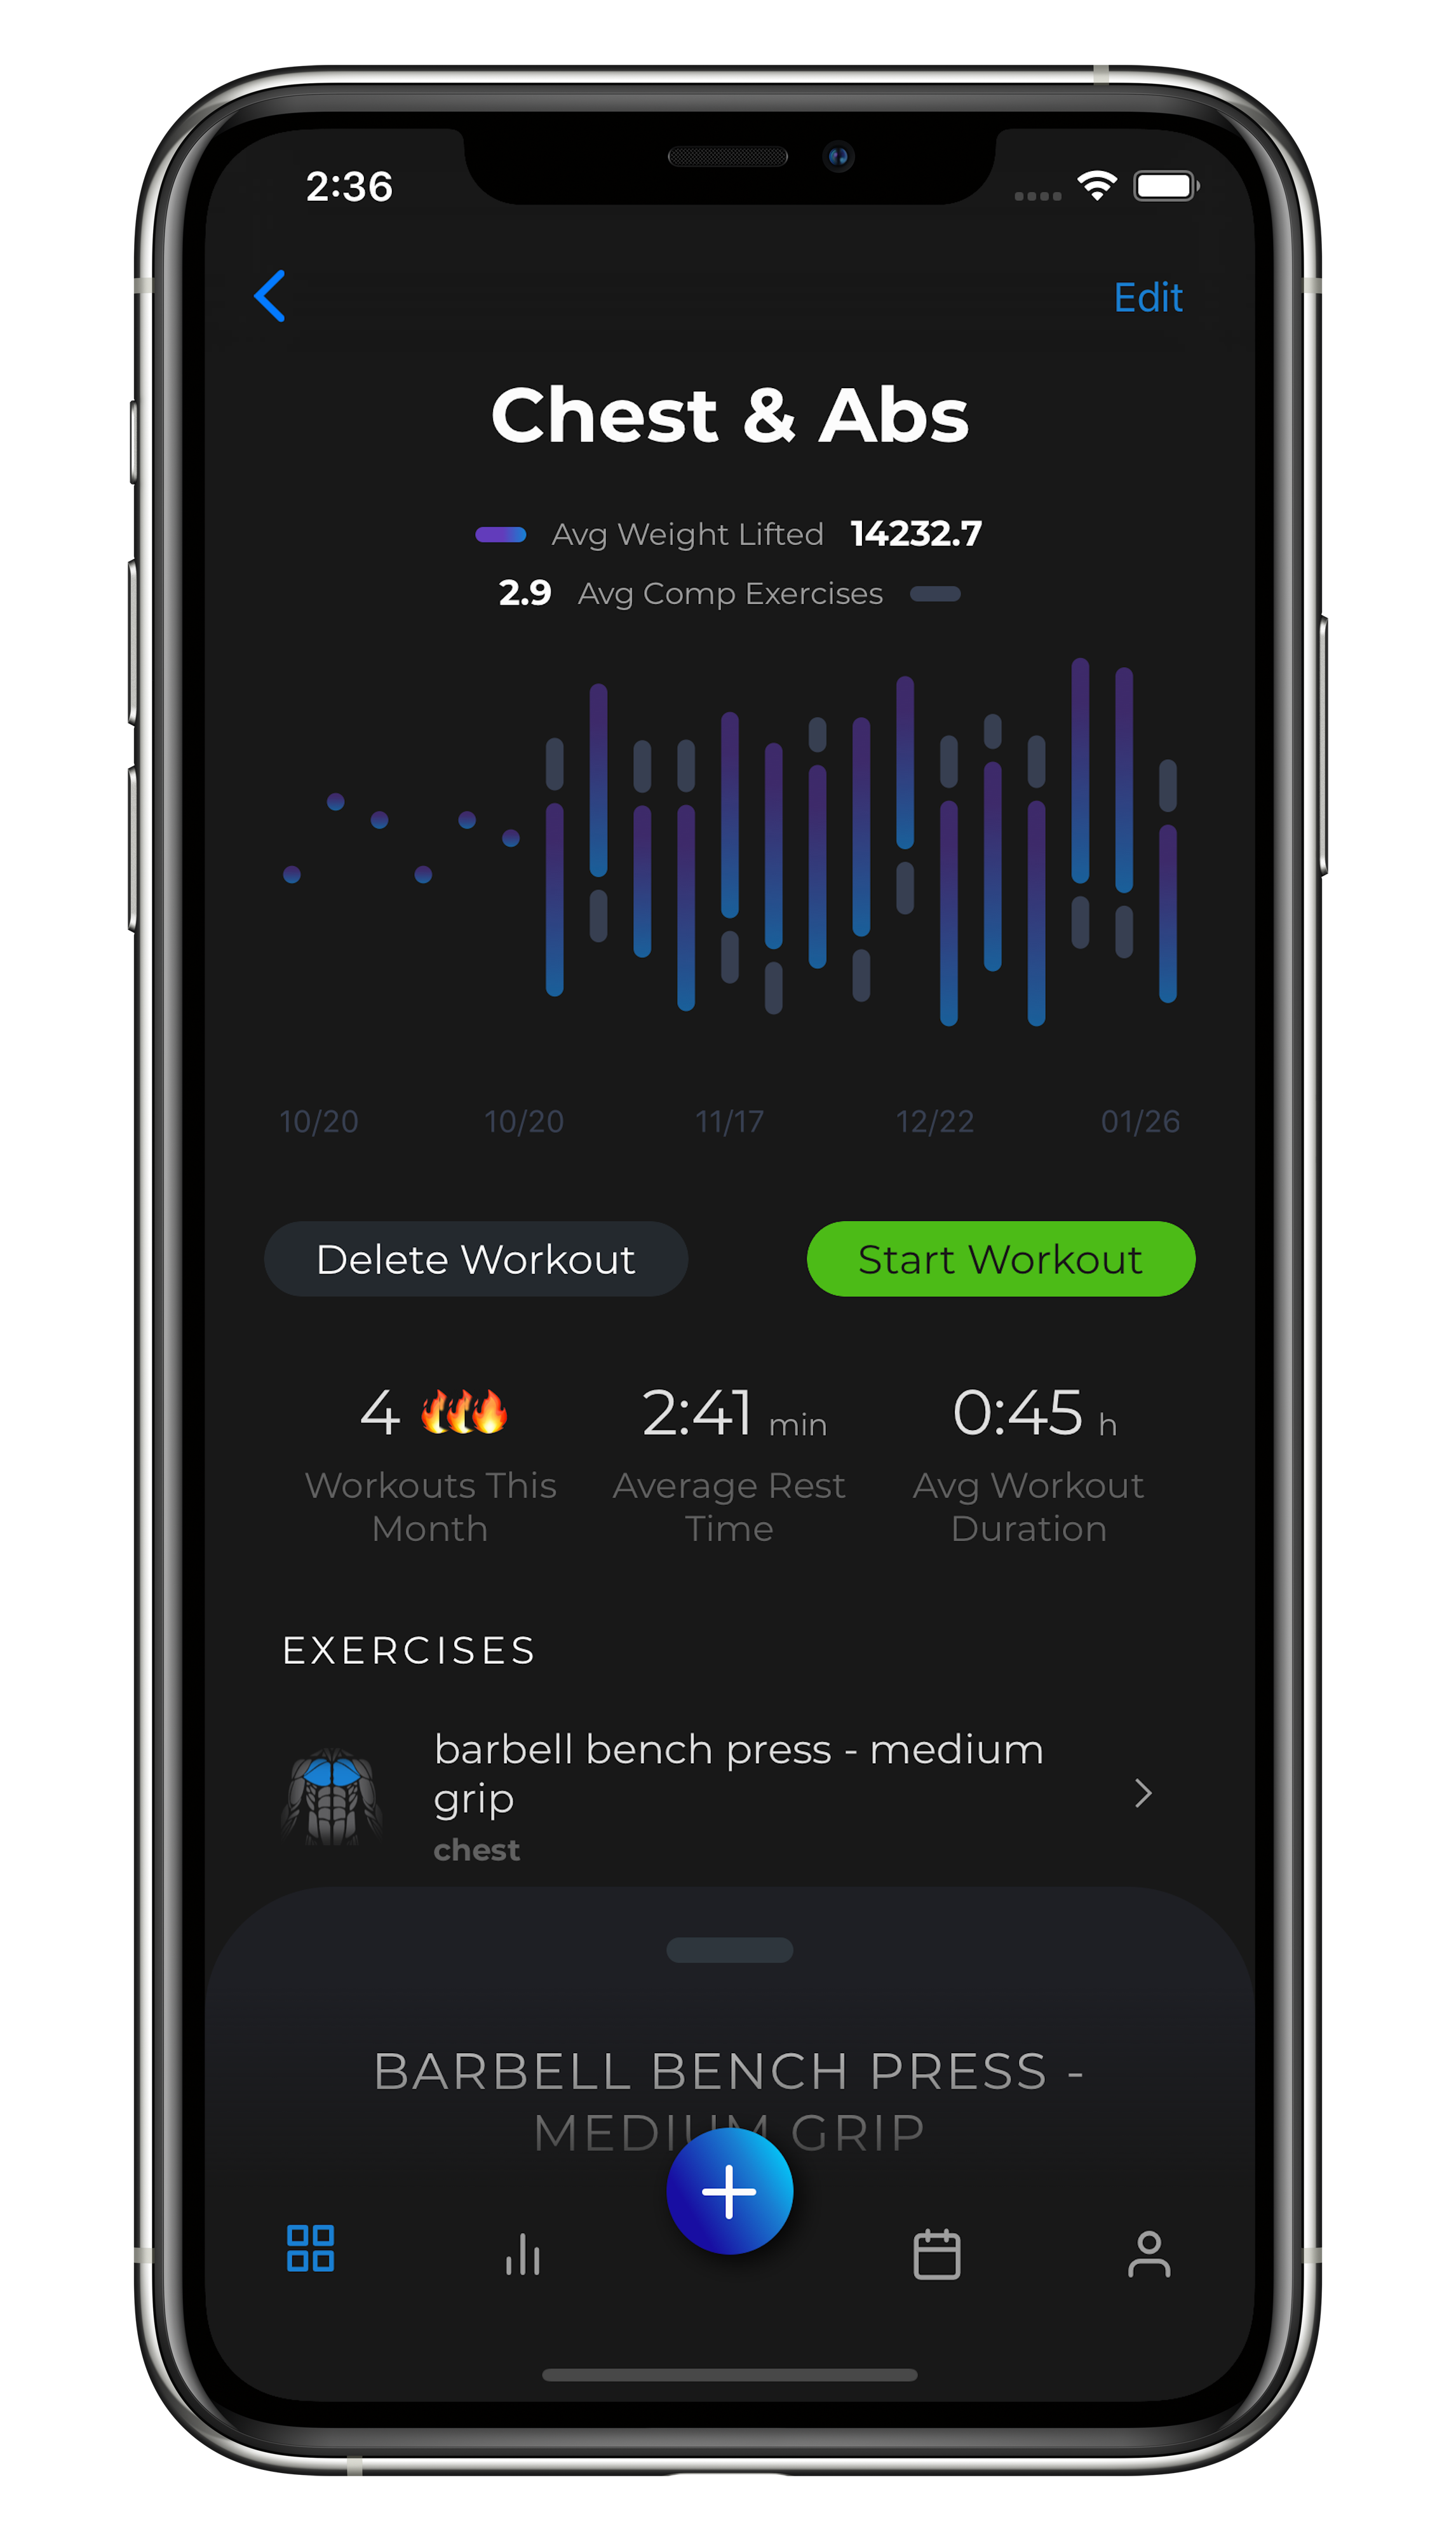 2:36
Edit
Chest & Abs
Avg Weight Lifted 14232.7
2.9 Avg Comp Exercises
10/20 10/20 11/17 12/22 01/26
Delete Workout Start Workout
4 🔥🔥🔥 2:41 min 0:45 h
Workouts This Average Rest Avg Workout
Month Time Duration
EXERCISES
barbell bench press - medium
grip
chest
BARBELL BENCH PRESS -
MEDIUM GRIP